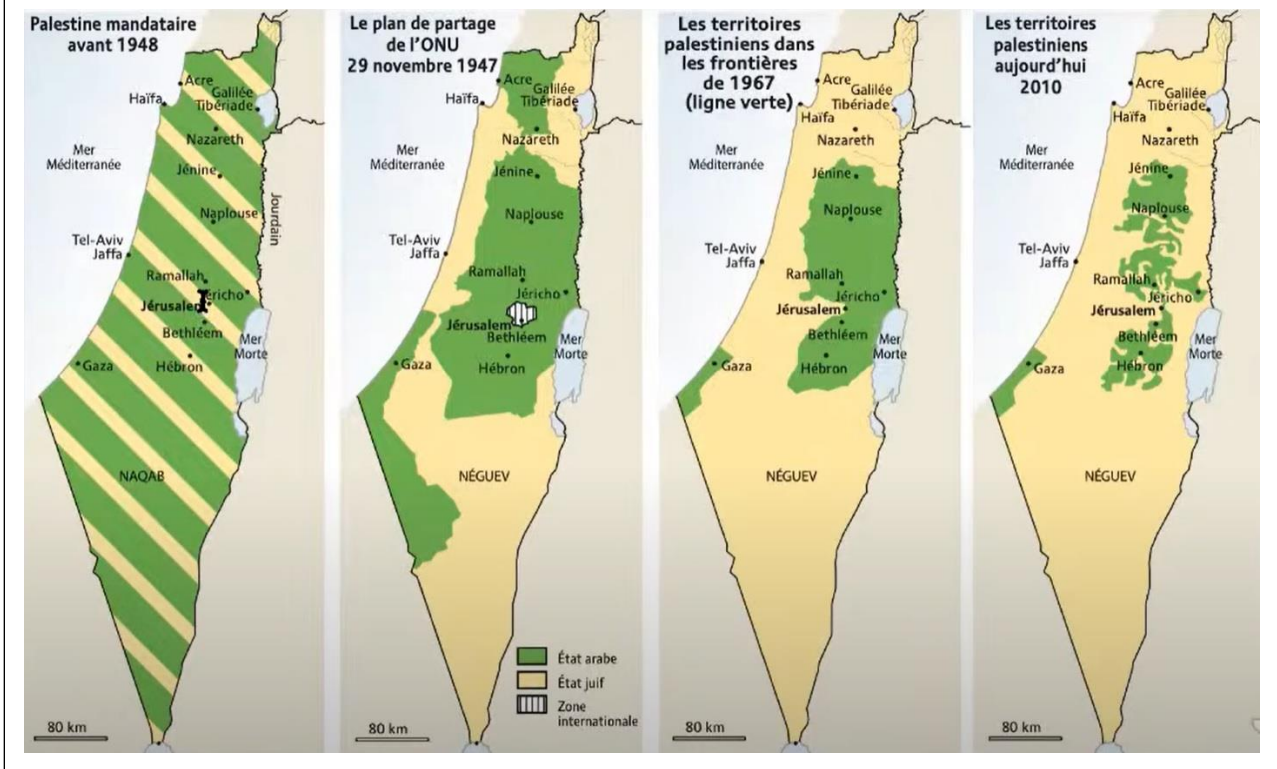 Palestine mandataire
avant 1948
Acre
Haïfa
Galilée
Tibériade
Mer
Méditerranée
Nazareth
Jénine
Naplouse
Jourdain
Tel-Aviv
Jaffa
Ramallah
Jéricho
Jérusalem
Bethléem
Mer
Morte
Gaza
Hébron
NAQAB
80 km
Le plan de partage
de l'ONU
29 novembre 1947
Acre
Haïfa
Galilée
Tibériade
Mer
Méditerranée
Nazareth
Jénine
Naplouse
Tel-Aviv
Jaffa
Ramallah
Jéricho
Jérusalem
Bethléem
Mer
Morte
Gaza
Hébron
NÉGUEV
État arabe
État juif
Zone
internationale
80 km
Les territoires
palestiniens dans
les frontières
de 1967
(ligne verte)
Acre
Galilée
Tibériade
Haïfa
Nazareth
Mer
Méditerranée
Jénine
Naplouse
Tel-Aviv
Jaffa
Ramallah
Jéricho
Jérusalem
Bethléem
Mer
Morte
Gaza
Hébron
NÉGUEV
80 km
Les territoires
palestiniens
aujourd'hui
2010
Acre
Galilée
Tibériade
Haïfa
Nazareth
Mer
Méditerranée
Jénine
Naplouse
Tel-Aviv
Jaffa
Ramallah
Jéricho
Jérusalem
Bethléem
Mer
Morte
Gaza
Hébron
NÉGUEV
80 km